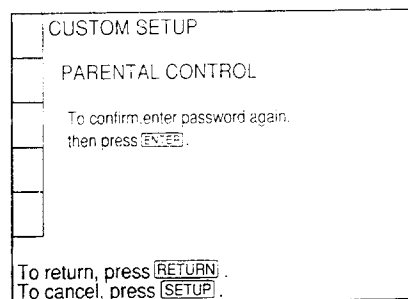 CUSTOM SETUP
PARENTAL CONTROL
To confirm,enter password again,
then press ENTER .
To return, press RETURN .
To cancel, press SETUP .